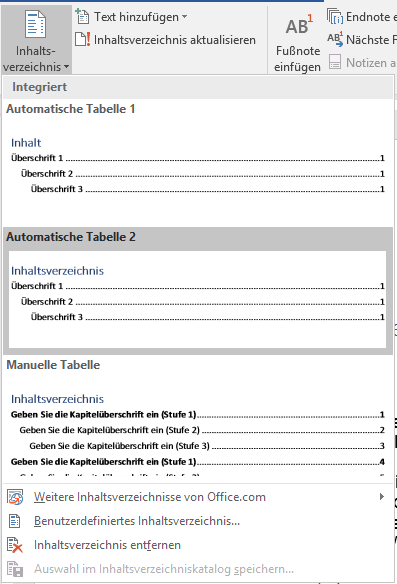 Inhalts-
verzeichnis
Text hinzufügen
Inhaltsverzeichnis aktualisieren
AB1
Fußnote
einfügen
Endnote e
AB1 Nächste F
Notizen a
Integriert
Automatische Tabelle 1
Inhalt
Überschrift 1 ........ 1
Überschrift 2 ........ 1
Überschrift 3 ........ 1
Automatische Tabelle 2
Inhaltsverzeichnis
Überschrift 1 ........ 1
Überschrift 2 ........ 1
Überschrift 3 ........ 1
Manuelle Tabelle
Inhaltsverzeichnis
Geben Sie die Kapitelüberschrift ein (Stufe 1) ........ 1
Geben Sie die Kapitelüberschrift ein (Stufe 2) ........ 2
Geben Sie die Kapitelüberschrift ein (Stufe 3) ........ 3
Geben Sie die Kapitelüberschrift ein (Stufe 1) ........ 4
Weitere Inhaltsverzeichnisse von Office.com
Benutzerdefiniertes Inhaltsverzeichnis...
Inhaltsverzeichnis entfernen
Auswahl im Inhaltsverzeichniskatalog speichern...